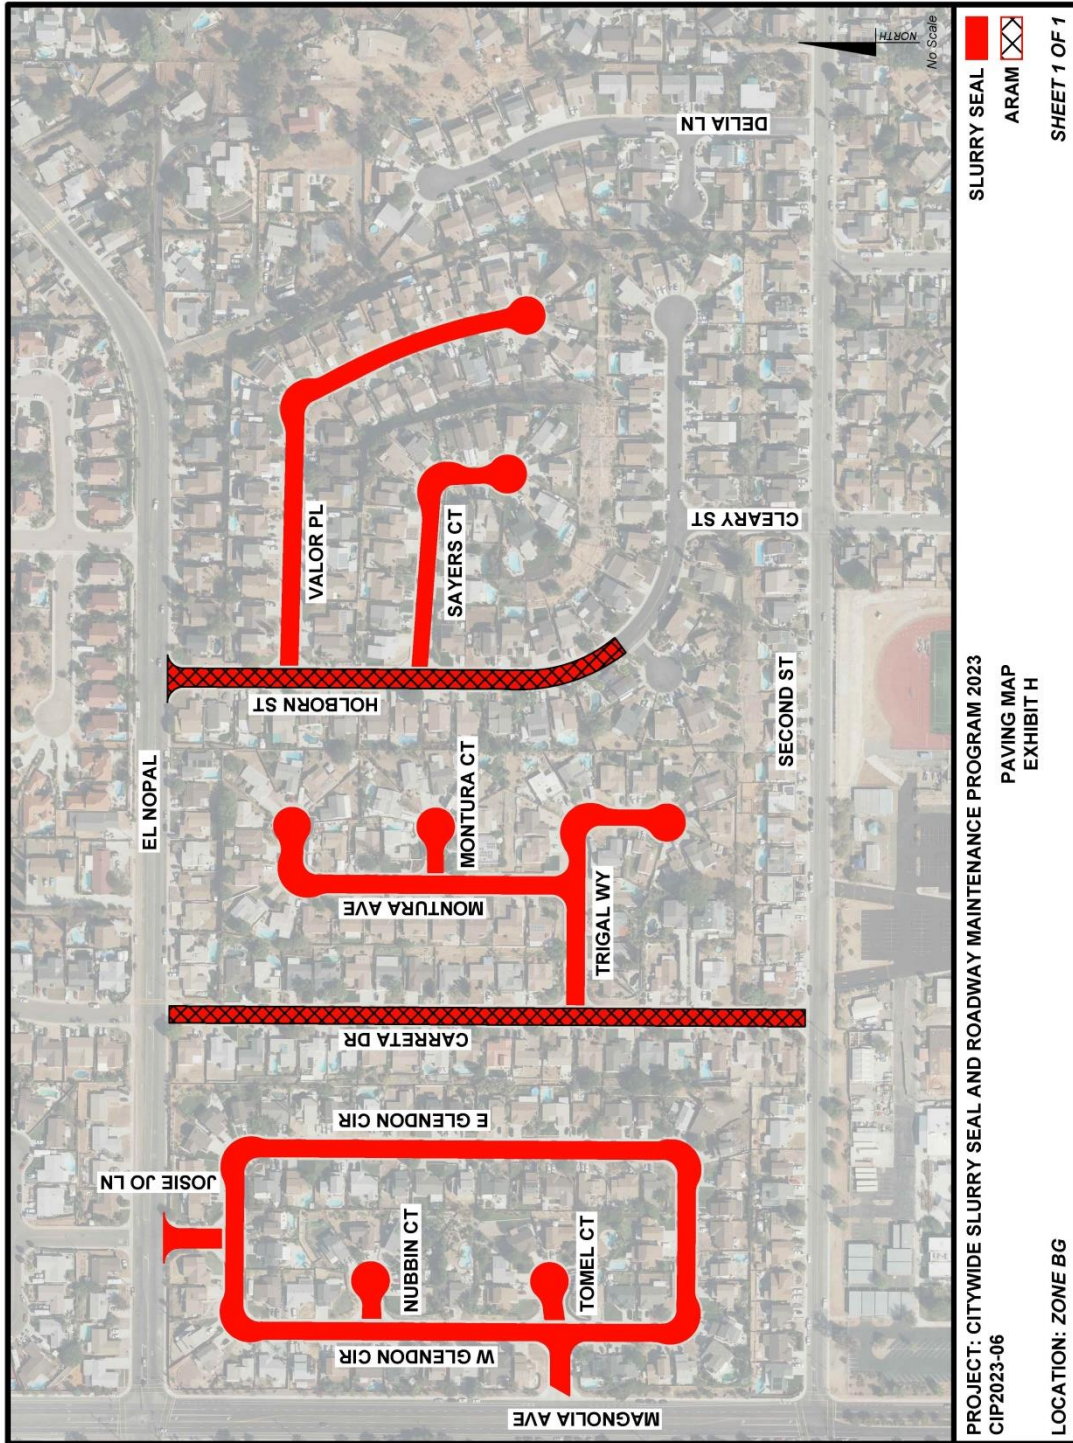 NORTH
No Scale
EL NOPAL
JOSIE JO LN
VALOR PL
HOLBORN ST
SAYERS CT
DELIA LN
MONTURA CT
MONTURA AVE
CARRETA DR
TRIGAL WY
CLEARY ST
SECOND ST
E GLENDON CIR
NUBBIN CT
TOMEL CT
W GLENDON CIR
MAGNOLIA AVE
PROJECT: CITYWIDE SLURRY SEAL AND ROADWAY MAINTENANCE PROGRAM 2023
CIP2023-06
LOCATION: ZONE BG
PAVING MAP
EXHIBIT H
SLURRY SEAL
ARAM
SHEET 1 OF 1